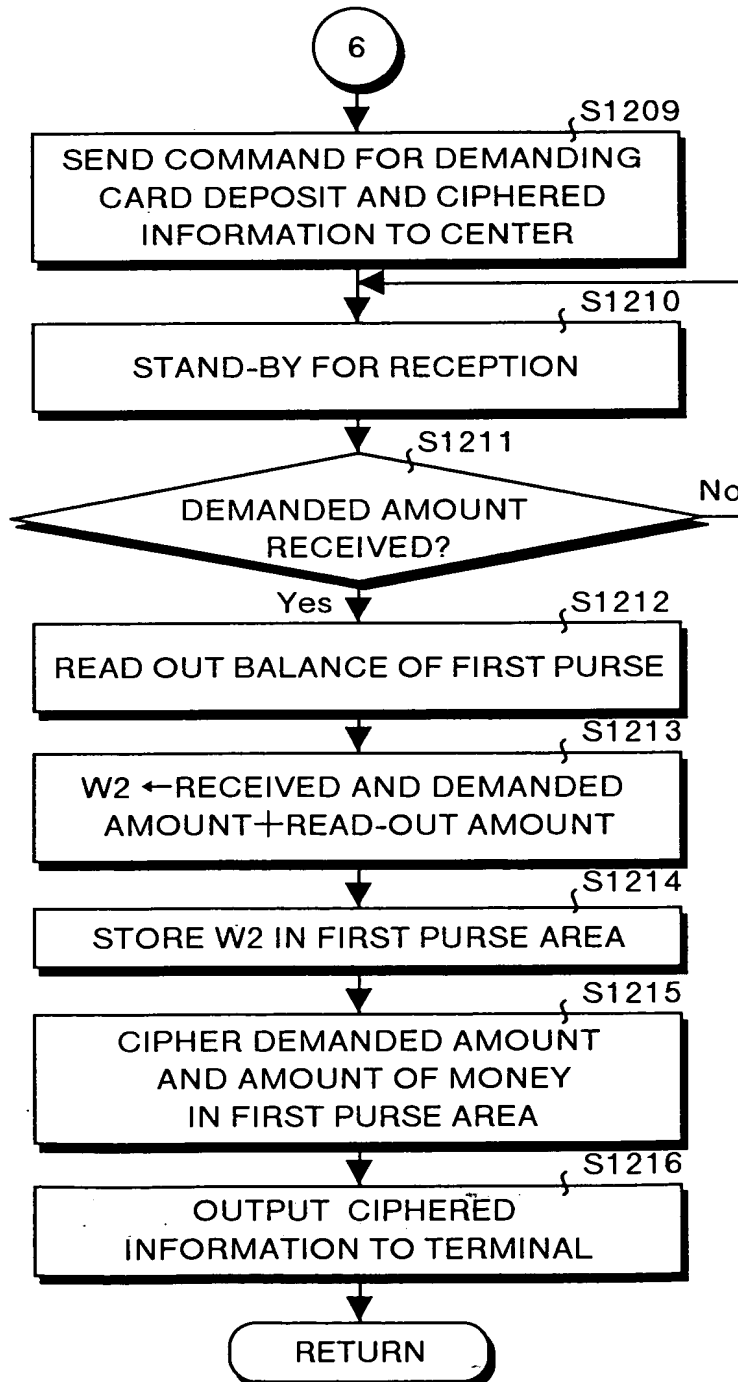 6
S1209
SEND COMMAND FOR DEMANDING
CARD DEPOSIT AND CIPHERED
INFORMATION TO CENTER
S1210
STAND-BY FOR RECEPTION
S1211
DEMANDED AMOUNT
RECEIVED?
No
Yes
S1212
READ OUT BALANCE OF FIRST PURSE
S1213
W2 ←RECEIVED AND DEMANDED
AMOUNT+READ-OUT AMOUNT
S1214
STORE W2 IN FIRST PURSE AREA
S1215
CIPHER DEMANDED AMOUNT
AND AMOUNT OF MONEY
IN FIRST PURSE AREA
S1216
OUTPUT CIPHERED
INFORMATION TO TERMINAL
RETURN